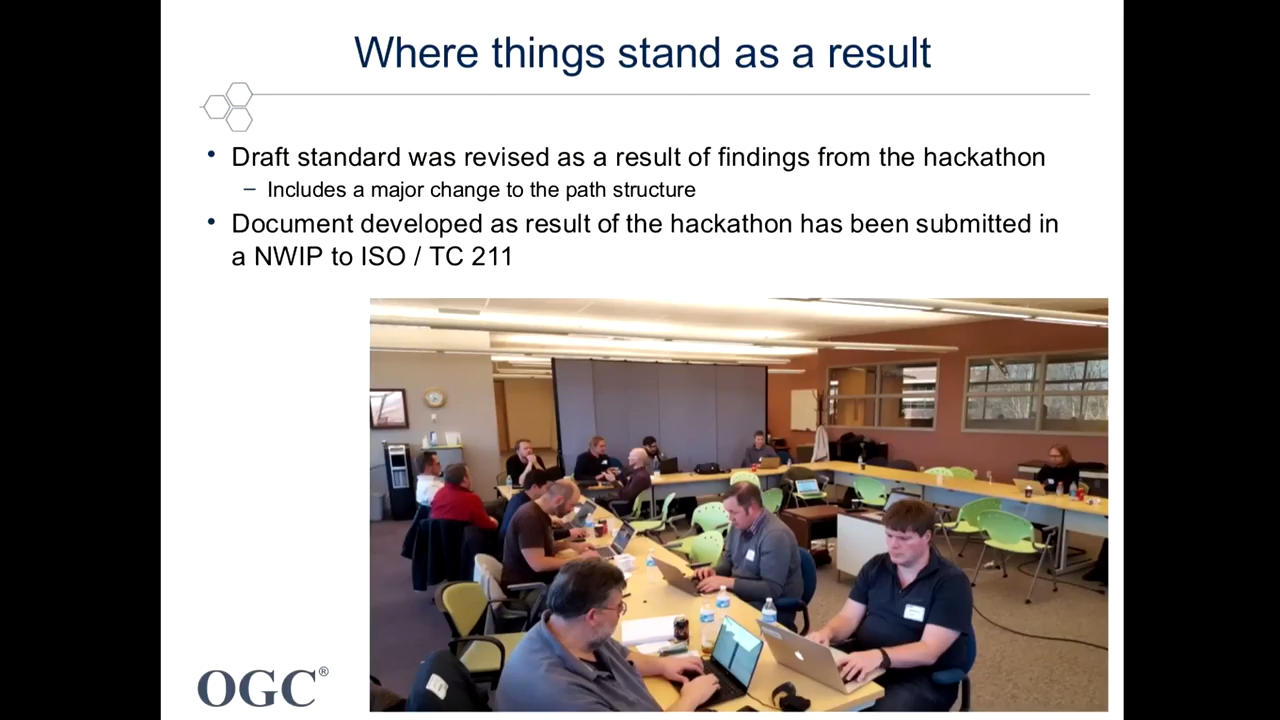 Where things stand as a result
• Draft standard was revised as a result of findings from the hackathon
– Includes a major change to the path structure
• Document developed as result of the hackathon has been submitted in
a NWIP to ISO / TC 211
OGC®